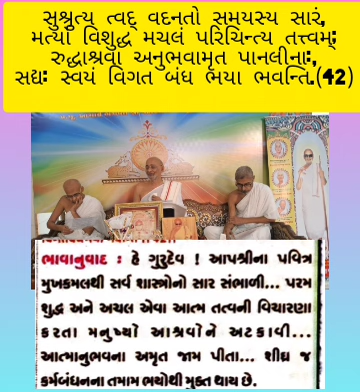 સુશ્રુત્ય ત્વદ્ વદનતો સમયસ્ય સારં,
મર્ત્યા વિશુદ્ધ મચલં પરિચિન્ત્ય તત્ત્વમ્;
રુદ્ધાશ્રવા અનુભવામૃત પાનલીનાઃ,
સદ્યઃ સ્વયં વિગત બંધ ભયા ભવન્તિ.(42)
ભાવાનુવાદ : હે ગુરુદેવ ! આપશ્રીના પવિત્ર
મુખકમલથી સર્વ શાસ્ત્રોનો સાર સંભાળી... પરમ
શુદ્ધ અને અચલ એવા આત્મ તત્વની વિચારણા
કરતા મનુષ્યો આશ્રવોને અટકાવી...
આત્માનુભવના અમૃત જામ પીતા... શીઘ્ર જ
કર્મબંધનના તમામ ભયોથી મુક્ત થાય છે.